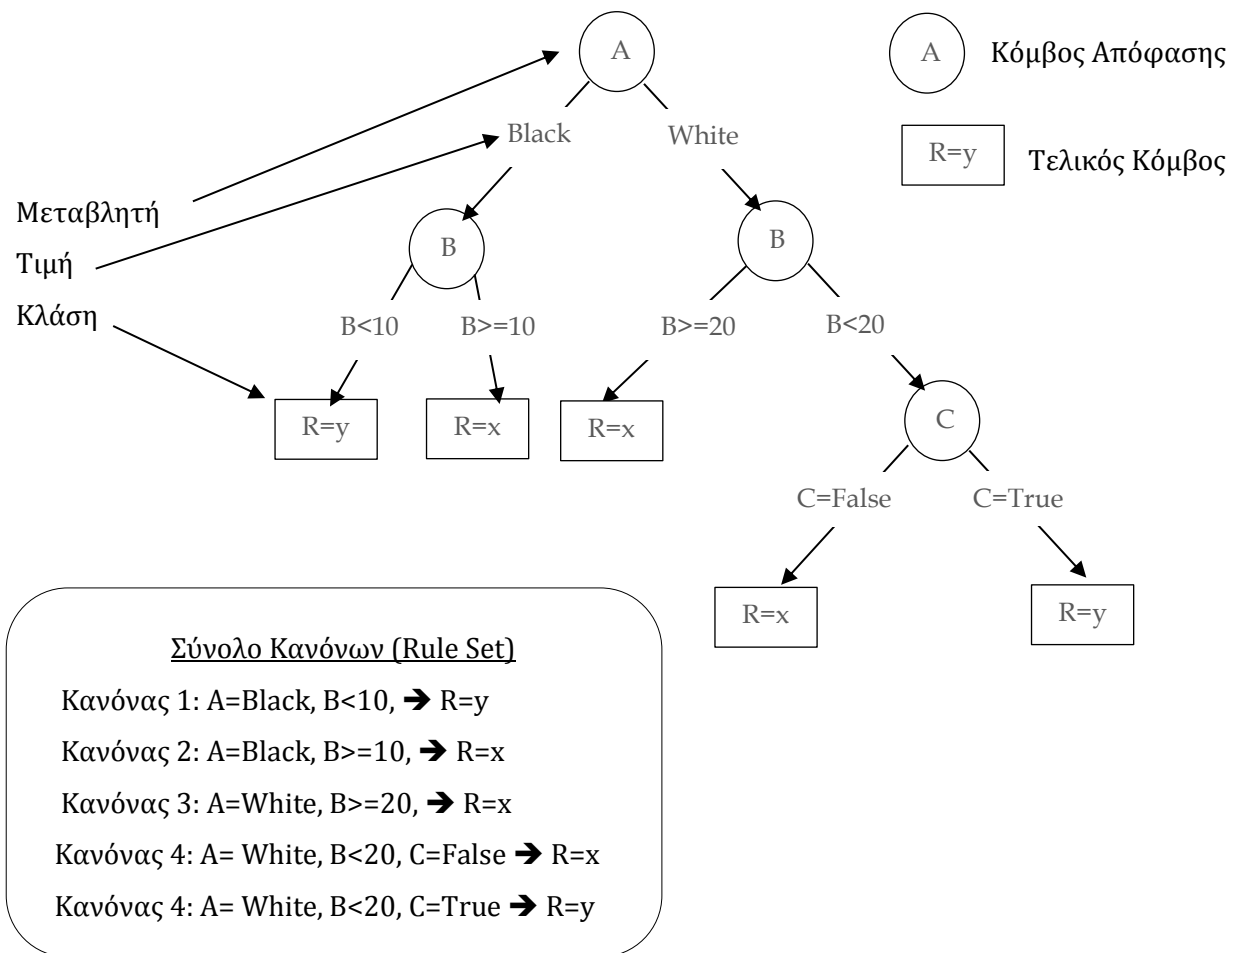 A
A Κόμβος Απόφασης
Black White
R=y Τελικός Κόμβος
Μεταβλητή
Τιμή
Κλάση
B B
B<10 B>=10 B>=20 B<20
R=y R=x R=x C
C=False C=True
R=x R=y
Σύνολο Κανόνων (Rule Set)
Κανόνας 1: A=Black, B<10, ➔ R=y
Κανόνας 2: A=Black, B>=10, ➔ R=x
Κανόνας 3: A=White, B>=20, ➔ R=x
Κανόνας 4: A= White, B<20, C=False ➔ R=x
Κανόνας 4: A= White, B<20, C=True ➔ R=y